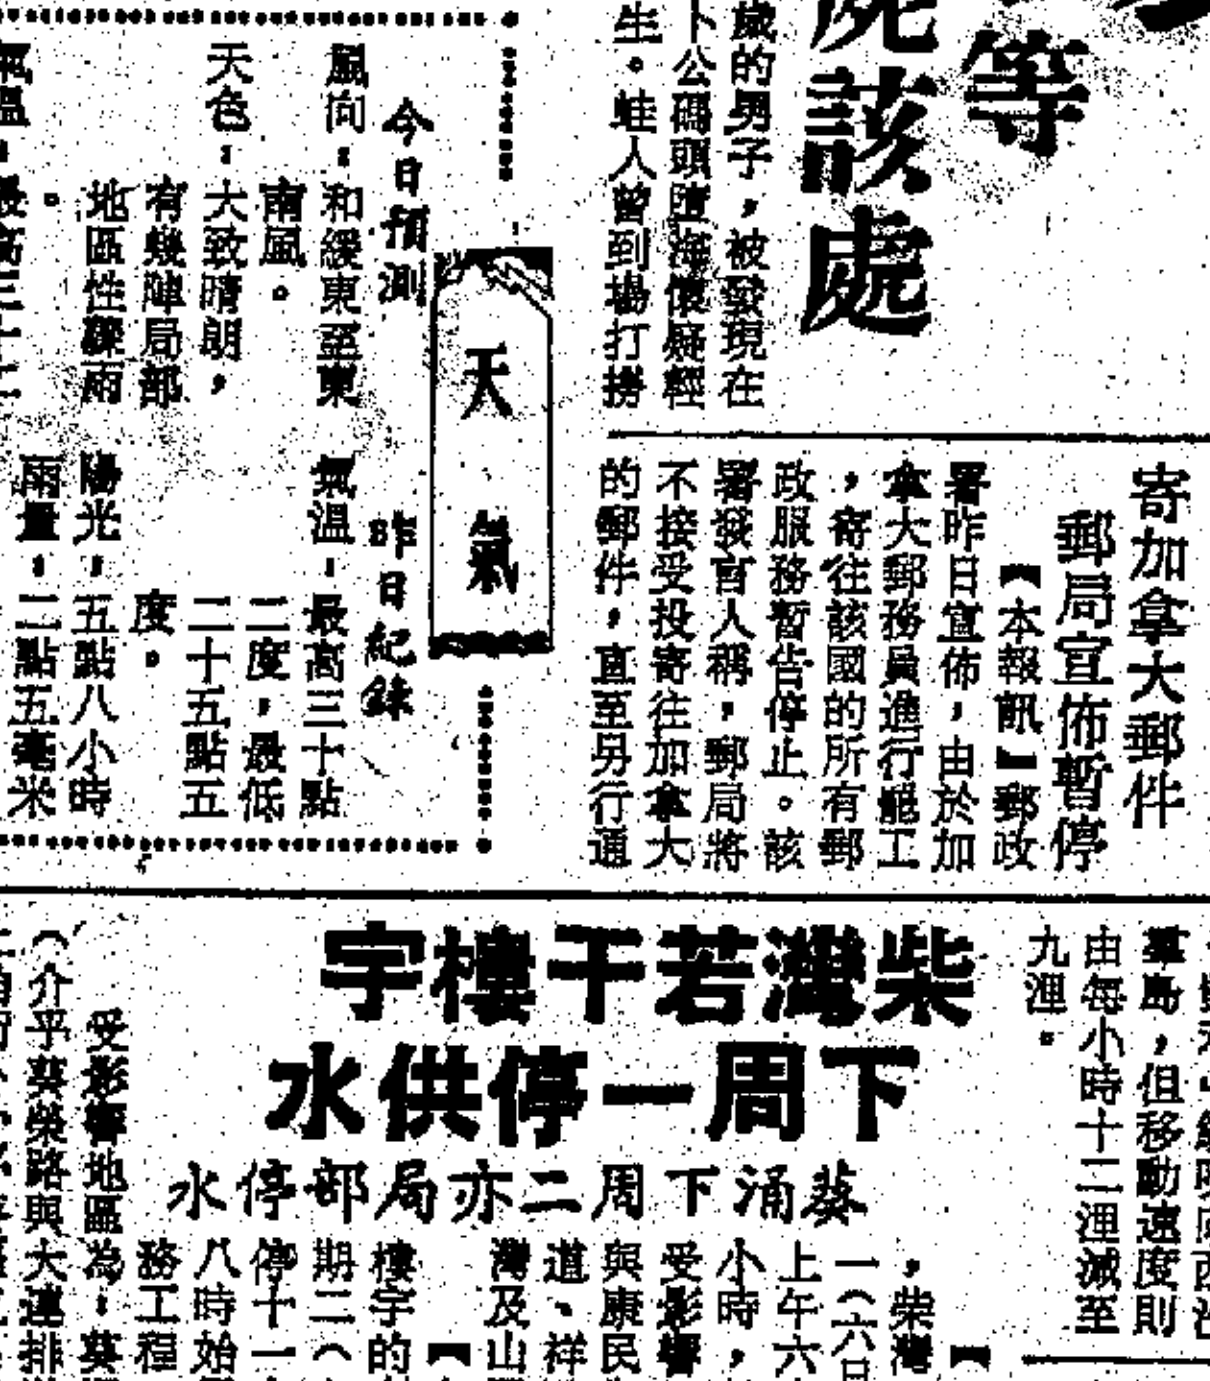 等
屍該處
歲的男子，被發現在
卜公碼頭墮海懷疑輕
生。蛙人曾到場打撈
寄加拿大郵件
郵局宣佈暫停
【本報訊】郵政
署昨日宣佈，由於加
拿大郵務員進行罷工
，寄往該國的所有郵
政服務暫告停止。該
署發言人稱，郵局將
不接受投寄往加拿大
的郵件，直至另行通
天氣
今日預測
風向：和緩東至東
南風。
天色：大致晴朗，
有幾陣局部
地區性驟雨
。
氣溫：最高三十
昨日紀錄
氣溫：最高三十點
二度，最低
二十五點五
度。
陽光：五點八小時
雨量：二點五毫米
羣島，但移動速度則
由每小時十二浬減至
九浬。
柴灣若干樓宇
下周一停供水
葵涌下周二亦局部停水
【
，柴灣
一（六日
上午六
小時，
受影響
與康民
道、祥
灣及山
【
樓宇的
期二（
停十一
八時始
務工程
受影響地區為：葵
（介乎葵榮路與大連排